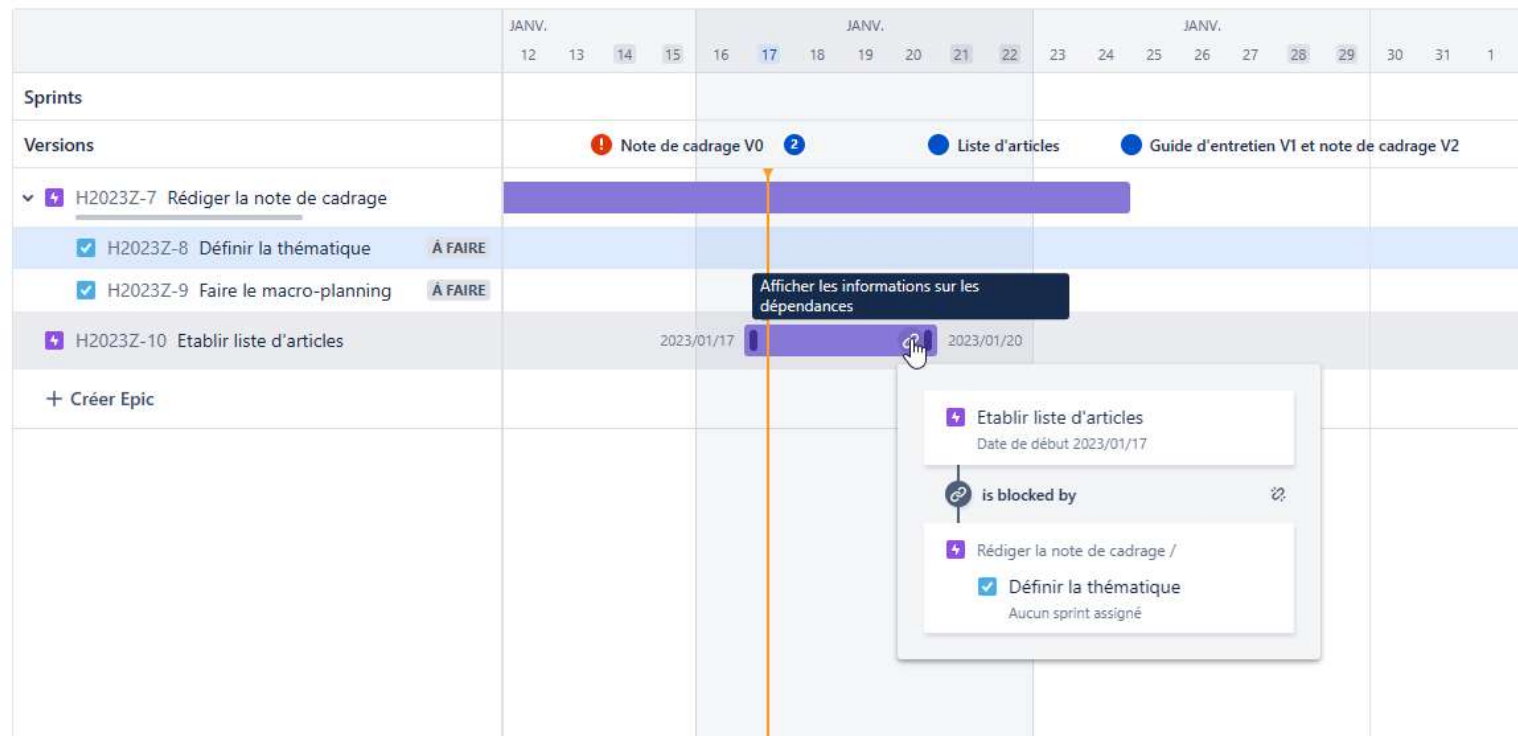 JANV. JANV. JANV.
12 13 14 15 16 17 18 19 20 21 22 23 24 25 26 27 28 29 30 31 1
Sprints
Versions Note de cadrage V0 2 Liste d'articles Guide d'entretien V1 et note de cadrage V2
H2023Z-7 Rédiger la note de cadrage
H2023Z-8 Définir la thématique À FAIRE
H2023Z-9 Faire le macro-planning À FAIRE
Afficher les informations sur les
dépendances
H2023Z-10 Etablir liste d'articles 2023/01/17 2023/01/20
+ Créer Epic
Etablir liste d'articles
Date de début 2023/01/17
is blocked by
Rédiger la note de cadrage /
Définir la thématique
Aucun sprint assigné